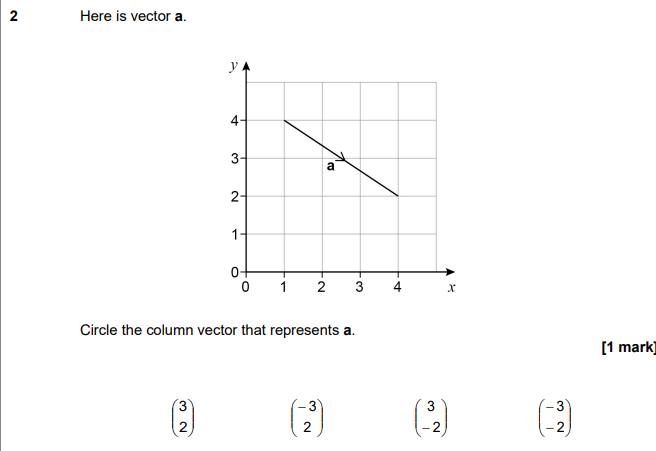 2 Here is vector a.
y
4
3
a
2
1
0
0 1 2 3 4 x
Circle the column vector that represents a.
[1 mark]
3 -3 3 -3
2 2 -2 -2